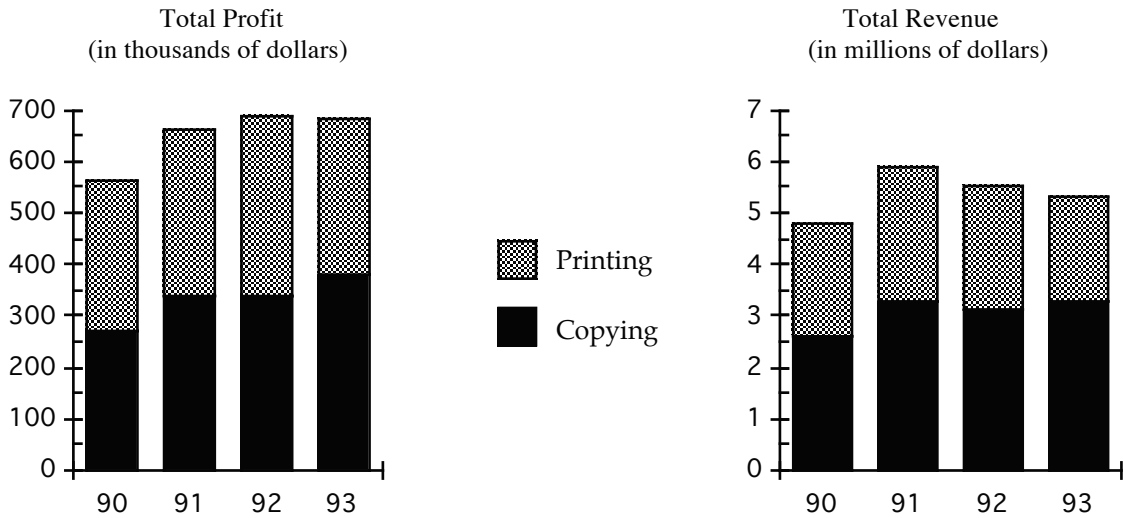 Total Profit
(in thousands of dollars)
700
600
500
400
300
200
100
0
90 91 92 93
Printing
Copying
Total Revenue
(in millions of dollars)
7
6
5
4
3
2
1
0
90 91 92 93